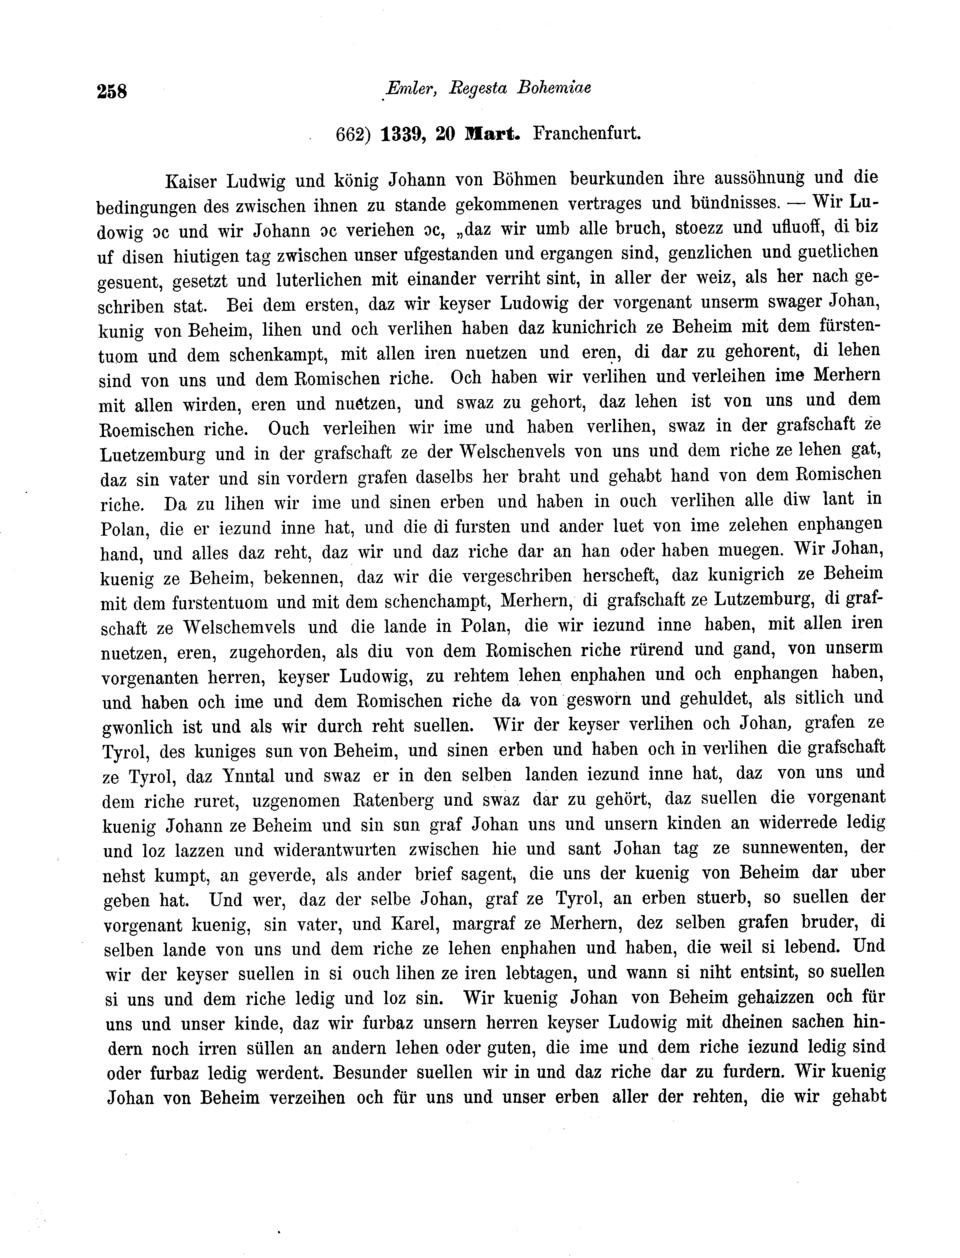 258
Emler, Regesta Bohemiae
662) 1339, 20 Mart. Franchenfurt.
Kaiser Ludwig und könig Johann von Böhmen beurkunden ihre aussöhnung und die
bedingungen des zwischen ihnen zu stande gekommenen vertrages und bündnisses. — Wir Lu-
dowig ɔc und wir Johann ɔc veriehen ɔc, „daz wir umb alle bruch, stoezz und ufluoff, di biz
uf disen hiutigen tag zwischen unser ufgestanden und ergangen sind, genzlichen und guetlichen
gesuent, gesetzt und luterlichen mit einander verriht sint, in aller der weiz, als her nach ge-
schriben stat. Bei dem ersten, daz wir keyser Ludowig der vorgenant unserm swager Johan,
kunig von Beheim, lihen und och verlihen haben daz kunichrich ze Beheim mit dem fürsten-
tuom und dem schenkampt, mit allen iren nuetzen und eren, di dar zu gehorent, di lehen
sind von uns und dem Romischen riche. Och haben wir verlihen und verleihen ime Merhern
mit allen wirden, eren und nuetzen, und swaz zu gehort, daz lehen ist von uns und dem
Roemischen riche. Ouch verleihen wir ime und haben verlihen, swaz in der grafschaft ze
Luetzemburg und in der grafschaft ze der Welschenvels von uns und dem riche ze lehen gat,
daz sin vater und sin vordern grafen daselbs her braht und gehabt hand von dem Romischen
riche. Da zu lihen wir ime und sinen erben und haben in ouch verlihen alle diw lant in
Polan, die er iezund inne hat, und die di fursten und ander luet von ime zelehen enphangen
hand, und alles daz reht, daz wir und daz riche dar an han oder haben muegen. Wir Johan,
kuenig ze Beheim, bekennen, daz wir die vergeschriben herscheft, daz kunigrich ze Beheim
mit dem furstentuom und mit dem schenchampt, Merhern, di grafschaft ze Lutzemburg, di graf-
schaft ze Welschemvels und die lande in Polan, die wir iezund inne haben, mit allen iren
nuetzen, eren, zugehorden, als diu von dem Romischen riche rürend und gand, von unserm
vorgenanten herren, keyser Ludowig, zu rehtem lehen enphahen und och enphangen haben,
und haben och ime und dem Romischen riche da von gesworn und gehuldet, als sitlich und
gwonlich ist und als wir durch reht suellen. Wir der keyser verlihen och Johan, grafen ze
Tyrol, des kuniges sun von Beheim, und sinen erben und haben och in verlihen die grafschaft
ze Tyrol, daz Ynntal und swaz er in den selben landen iezund inne hat, daz von uns und
dem riche ruret, uzgenomen Ratenberg und swaz dar zu gehört, daz suellen die vorgenant
kuenig Johann ze Beheim und sin sun graf Johan uns und unsern kinden an widerrede ledig
und loz lazzen und widerantwurten zwischen hie und sant Johan tag ze sunnewenten, der
nehst kumpt, an geverde, als ander brief sagent, die uns der kuenig von Beheim dar uber
geben hat. Und wer, daz der selbe Johan, graf ze Tyrol, an erben stuerb, so suellen der
vorgenant kuenig, sin vater, und Karel, margraf ze Merhern, dez selben grafen bruder, di
selben lande von uns und dem riche ze lehen enphahen und haben, die weil si lebend. Und
wir der keyser suellen in si ouch lihen ze iren lebtagen, und wann si niht entsint, so suellen
si uns und dem riche ledig und loz sin. Wir kuenig Johan von Beheim gehaizzen och für
uns und unser kinde, daz wir furbaz unsern herren keyser Ludowig mit dheinen sachen hin-
dern noch irren süllen an andern lehen oder guten, die ime und dem riche iezund ledig sind
oder furbaz ledig werdent. Besunder suellen wir in und daz riche dar zu furdern. Wir kuenig
Johan von Beheim verzeihen och für uns und unser erben aller der rehten, die wir gehabt